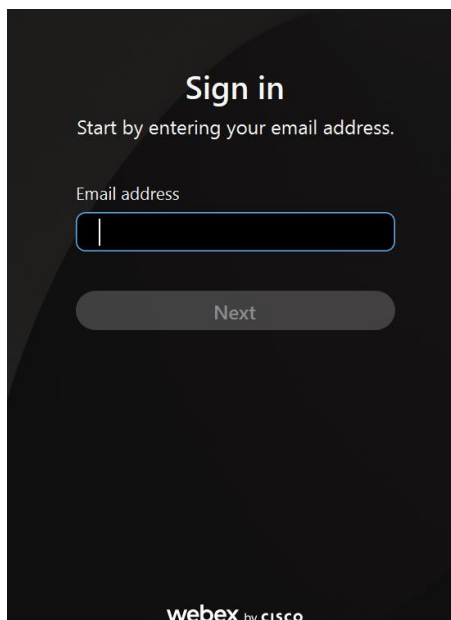 Sign in
Start by entering your email address.
Email address
Next
webex by CISCO